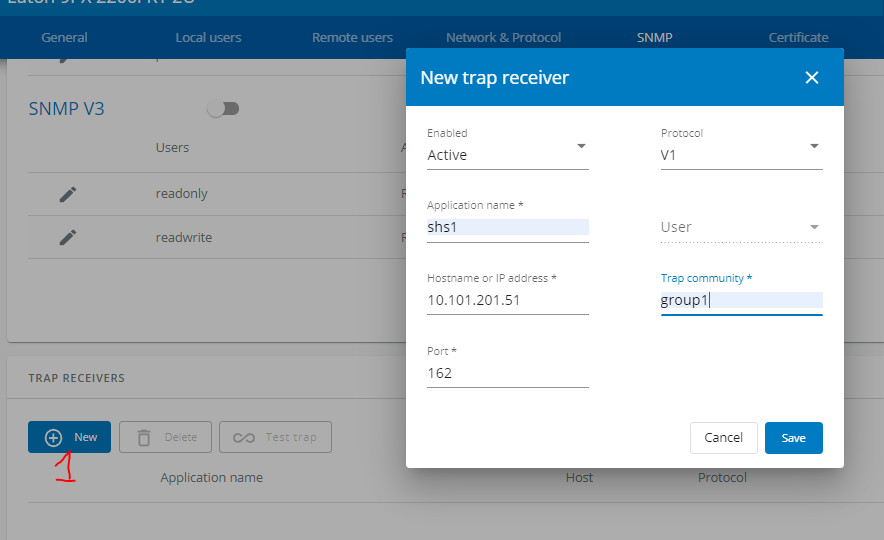 General Local users Remote users Network & Protocol SNMP Certificate
New trap receiver
SNMP V3
Enabled Protocol
Active V1
Users
Application name * 
readonly
shs1 User
readwrite
Hostname or IP address * Trap community *
10.101.201.51 group1
Port *
162
TRAP RECEIVERS
New Delete Test trap
Cancel Save
1
Application name Host Protocol